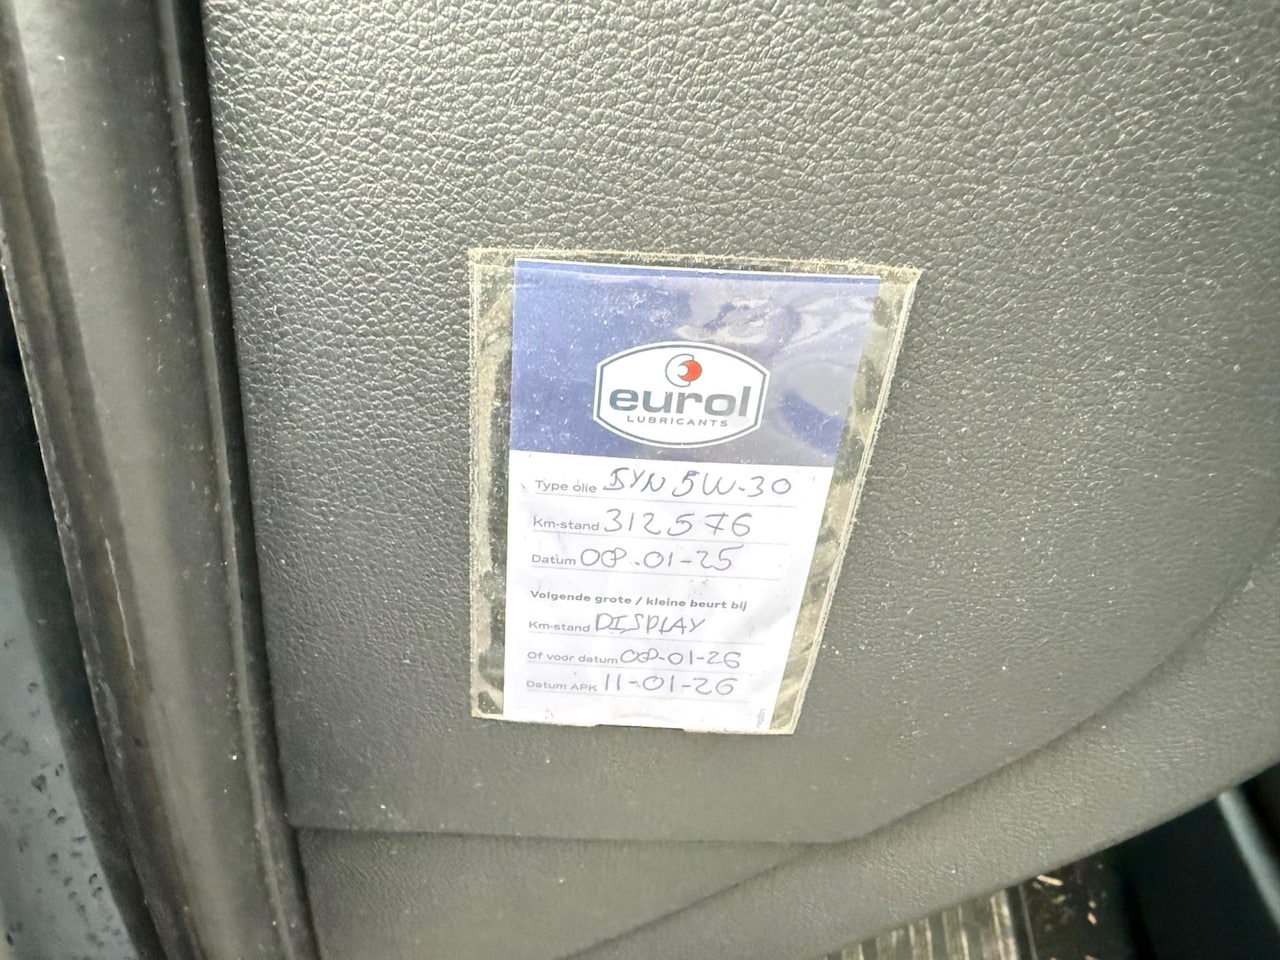 eurol
LUBRICANTS
Type olie SYN 5W-30
Km-stand 312576
Datum 08-01-25
Volgende grote / kleine beurt bij
Km-stand DISPLAY
Of voor datum 08-01-26
Datum APK 11-01-26